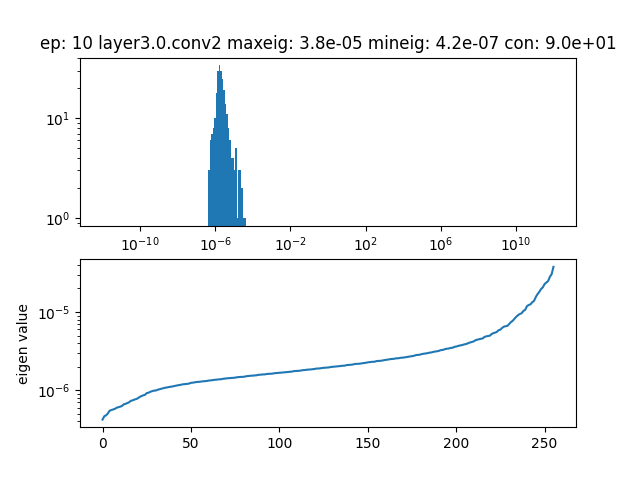 ep: 10 layer3.0.conv2 maxeig: 3.8e-05 mineig: 4.2e-07 con: 9.0e+01
10¹
10⁰
10⁻¹⁰ 10⁻⁶ 10⁻² 10² 10⁶ 10¹⁰
eigen value
10⁻⁵
10⁻⁶
0 50 100 150 200 250